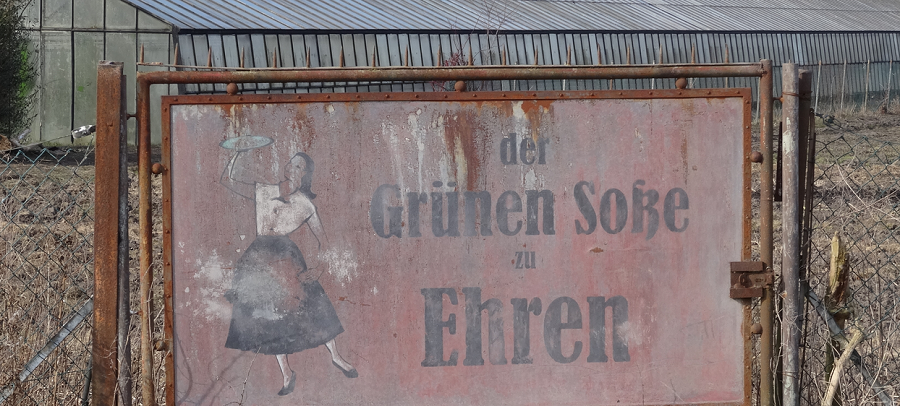 der
Grünen Soße
zu
Ehren